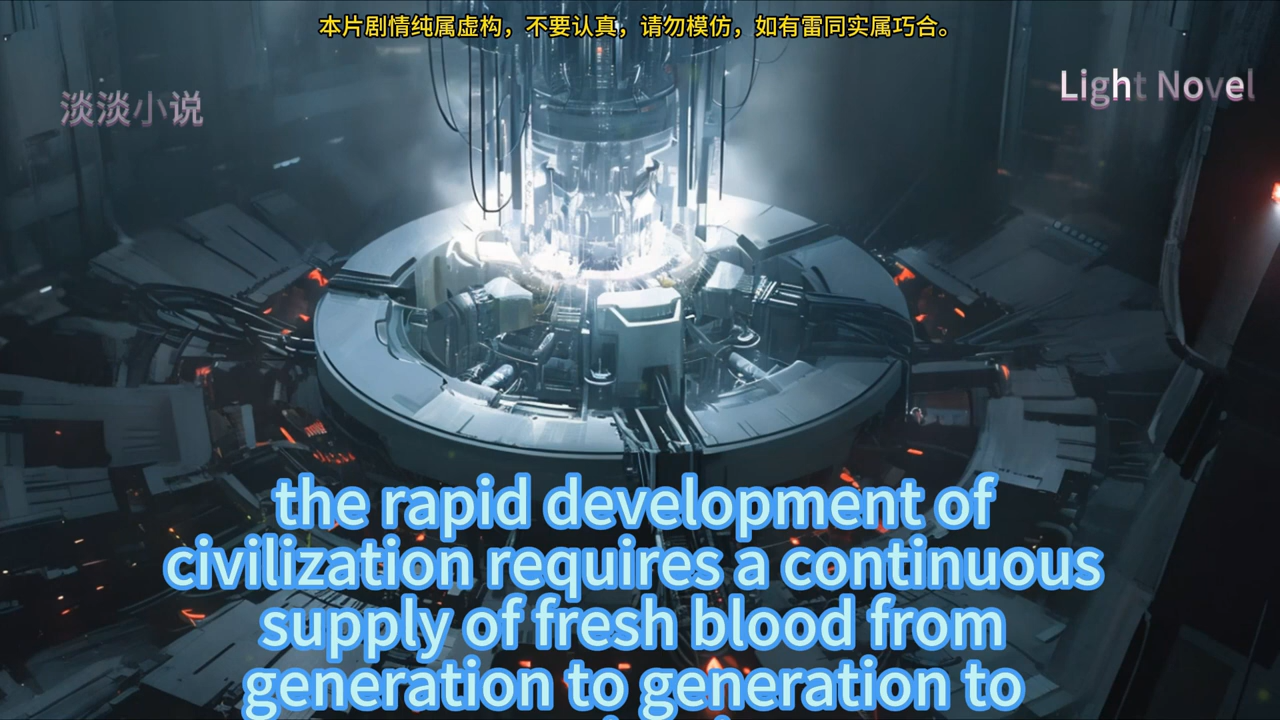 本片剧情纯属虚构，不要认真，请勿模仿，如有雷同实属巧合。
淡淡小说
Light Novel
the rapid development of
civilization requires a continuous
supply of fresh blood from
generation to generation to